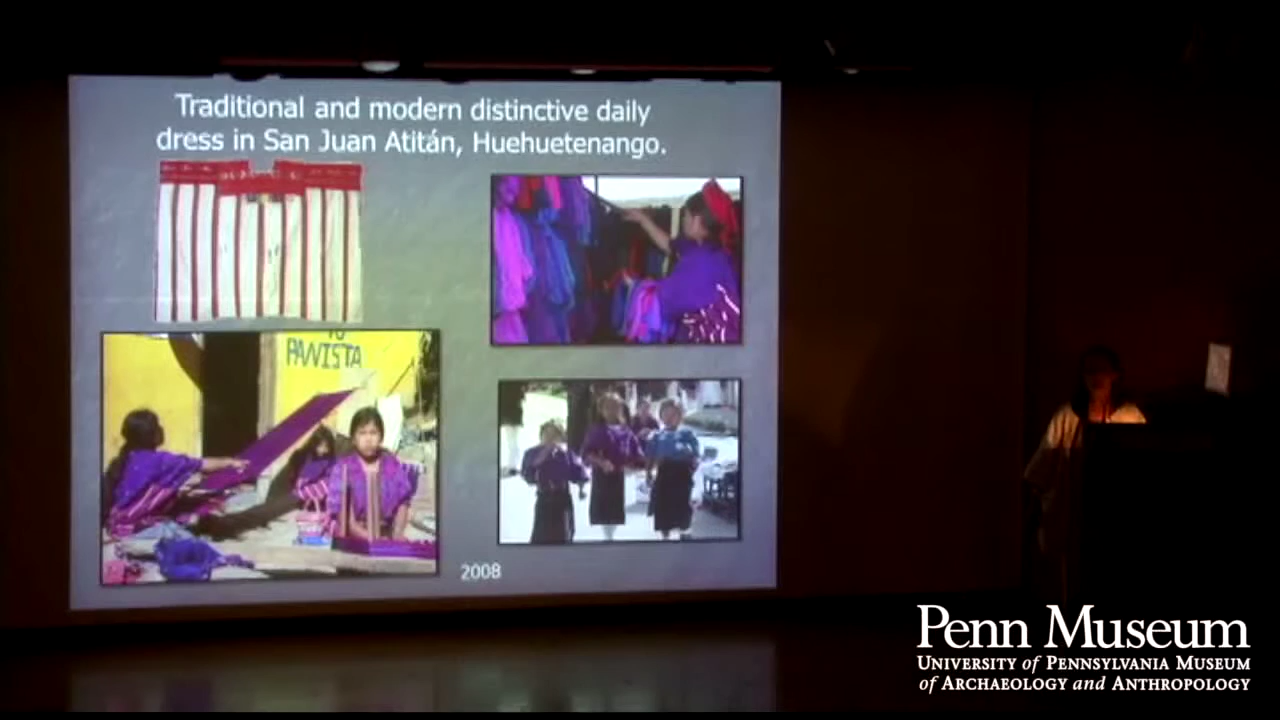 Traditional and modern distinctive daily
dress in San Juan Atitán, Huehuetenango.
PANISTA
2008
Penn Museum
UNIVERSITY of PENNSYLVANIA MUSEUM
of ARCHAEOLOGY and ANTHROPOLOGY